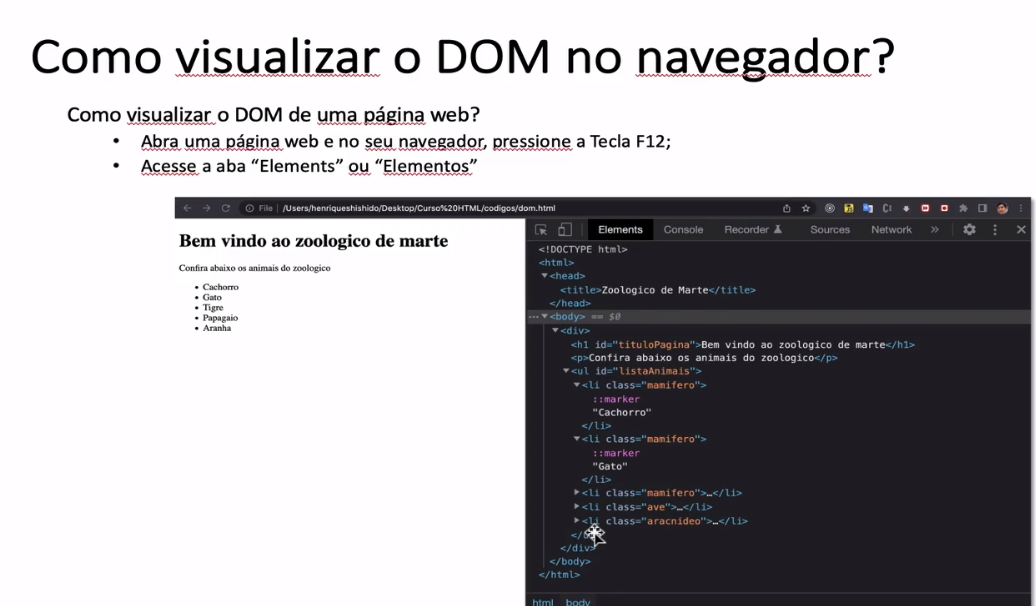 Como visualizar o DOM no navegador?
Como visualizar o DOM de uma página web?
• Abra uma página web e no seu navegador, pressione a Tecla F12;
• Acesse a aba “Elements” ou “Elementos”
File | /Users/henriqueshishido/Desktop/Curso%20HTML/codigos/dom.html
Bem vindo ao zoologico de marte
Confira abaixo os animais do zoologico
• Cachorro
• Gato
• Tigre
• Papagaio
• Aranha
Elements Console Recorder Sources Network »
<!DOCTYPE html>
<html>
<head>
<title>Zoologico de Marte</title>
</head>
<body> == $0
<div>
<h1 id="tituloPagina">Bem vindo ao zoologico de marte</h1>
<p>Confira abaixo os animais do zoologico</p>
<ul id="listaAnimais">
<li class="mamifero">
::marker
"Cachorro"
</li>
<li class="mamifero">
::marker
"Gato"
</li>
<li class="mamifero">…</li>
<li class="ave">…</li>
<li class="aracnideo">…</li>
</div>
</body>
</html>
html body